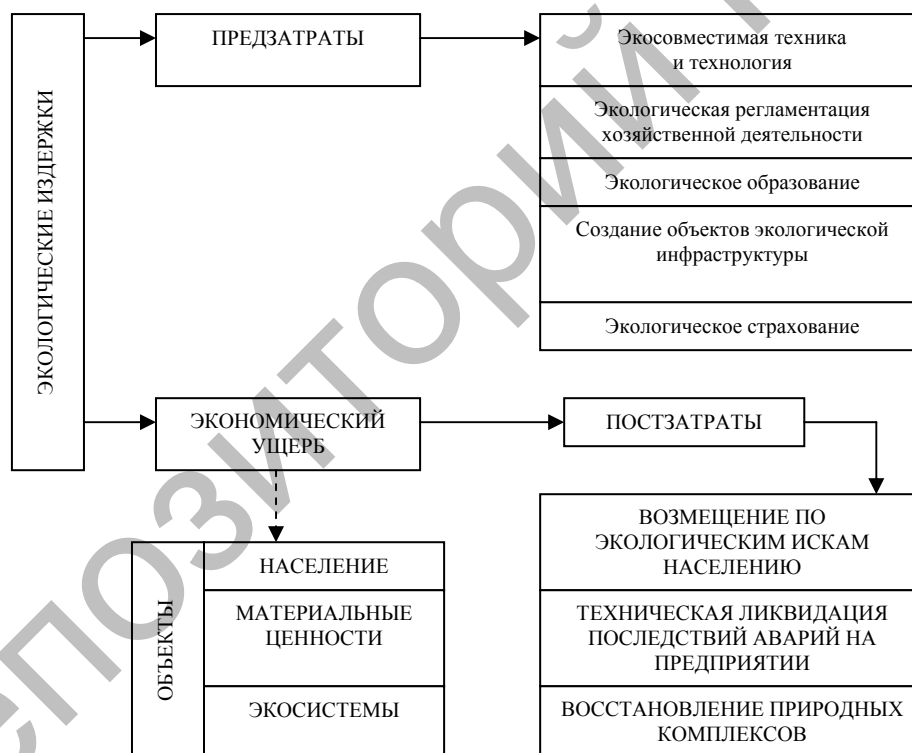 ЭКОЛОГИЧЕСКИЕ ИЗДЕРЖКИ
ПРЕДЗАТРАТЫ
Экосовместимая техника
и технология
Экологическая регламентация
хозяйственной деятельности
Экологическое образование
Создание объектов экологической
инфраструктуры
Экологическое страхование
ЭКОНОМИЧЕСКИЙ
УЩЕРБ
ПОСТЗАТРАТЫ
ОБЪЕКТЫ
НАСЕЛЕНИЕ
МАТЕРИАЛЬНЫЕ
ЦЕННОСТИ
ЭКОСИСТЕМЫ
ВОЗМЕЩЕНИЕ ПО
ЭКОЛОГИЧЕСКИМ ИСКАМ
НАСЕЛЕНИЮ
ТЕХНИЧЕСКАЯ ЛИКВИДАЦИЯ
ПОСЛЕДСТВИЙ АВАРИЙ НА
ПРЕДПРИЯТИИ
ВОССТАНОВЛЕНИЕ ПРИРОДНЫХ
КОМПЛЕКСОВ